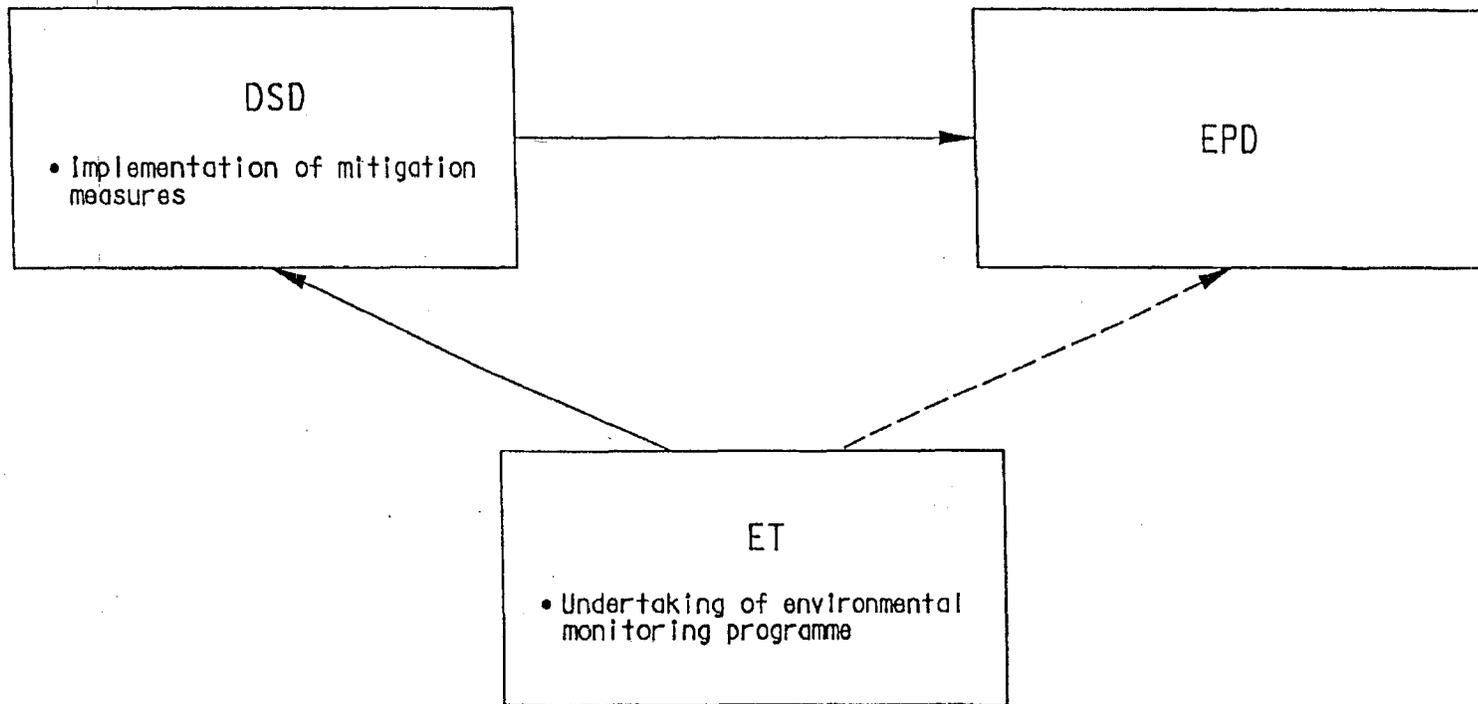 DSD
• Implementation of mitigation
measures
EPD
ET
• Undertaking of environmental
monitoring programme